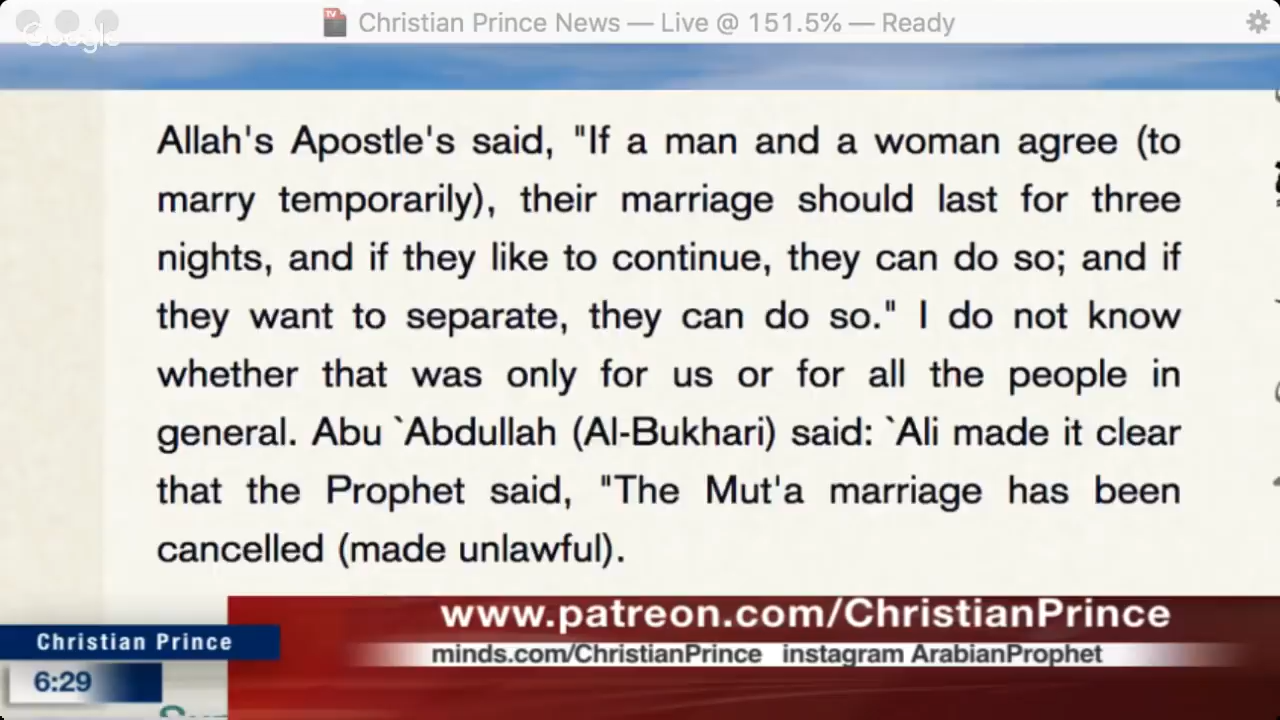 Christian Prince News — Live @ 151.5% — Ready
Google
Allah's Apostle's said, "If a man and a woman agree (to
marry temporarily), their marriage should last for three
nights, and if they like to continue, they can do so; and if
they want to separate, they can do so." I do not know
whether that was only for us or for all the people in
general. Abu `Abdullah (Al-Bukhari) said: `Ali made it clear
that the Prophet said, "The Mut'a marriage has been
cancelled (made unlawful).
www.patreon.com/ChristianPrince
Christian Prince
minds.com/ChristianPrince instagram ArabianProphet
6:29